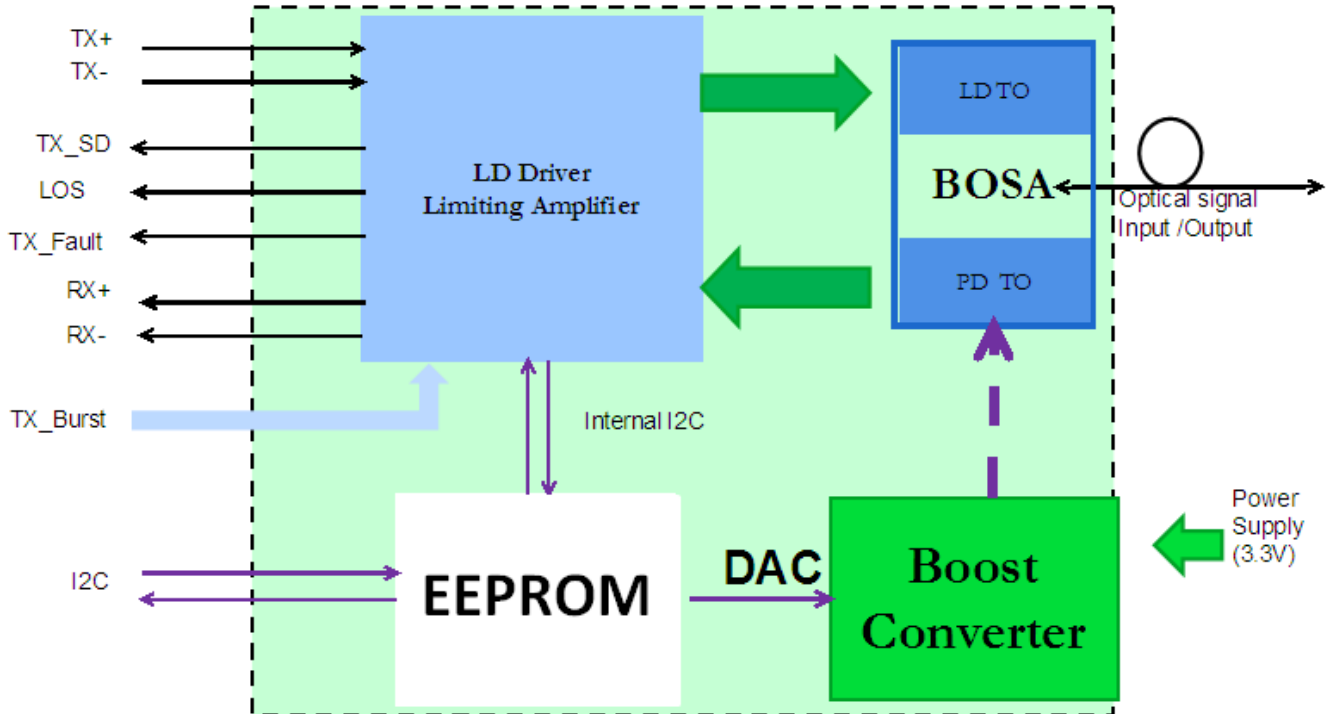 TX+
TX-
TX_SD
LOS
TX_Fault
RX+
RX-
TX_Burst
I2C
LD Driver
Limiting Amplifier
LD TO
BOSA
PD TO
Optical signal
Input /Output
Internal I2C
EEPROM
DAC
Boost
Converter
Power
Supply
(3.3V)